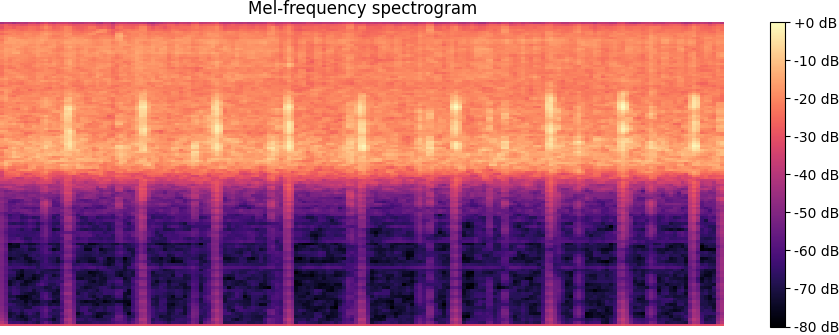 Mel-frequency spectrogram
+0 dB
-10 dB
-20 dB
-30 dB
-40 dB
-50 dB
-60 dB
-70 dB
-80 dB